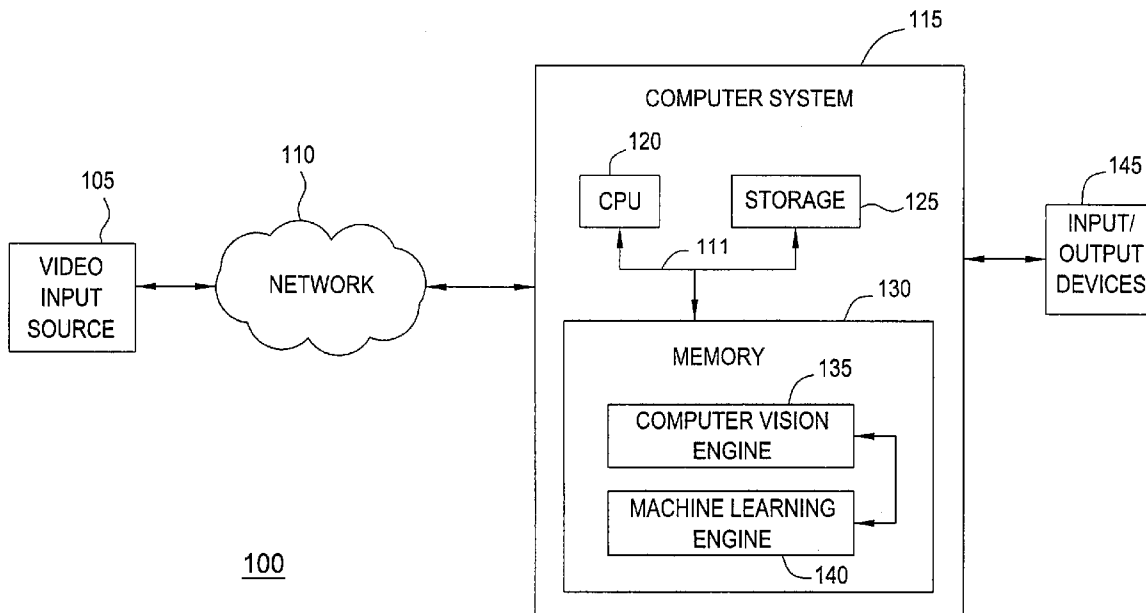 115
COMPUTER SYSTEM
120
CPU
STORAGE
125
111
110
NETWORK
105
VIDEO
INPUT
SOURCE
145
INPUT/
OUTPUT
DEVICES
130
MEMORY
135
COMPUTER VISION
ENGINE
MACHINE LEARNING
ENGINE
140
100